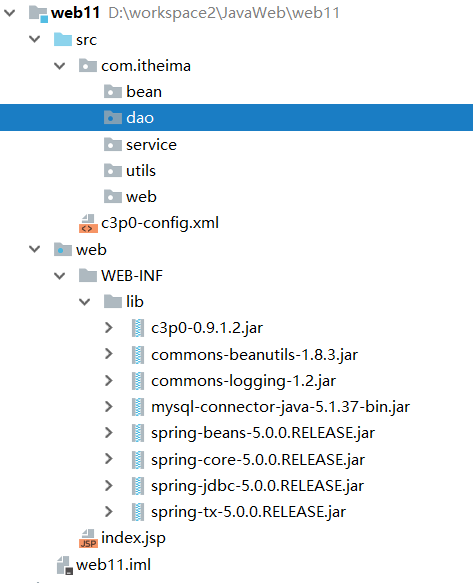 web11 D:\workspace2\JavaWeb\web11
src
com.itheima
bean
dao
service
utils
web
c3p0-config.xml
web
WEB-INF
lib
c3p0-0.9.1.2.jar
commons-beanutils-1.8.3.jar
commons-logging-1.2.jar
mysql-connector-java-5.1.37-bin.jar
spring-beans-5.0.0.RELEASE.jar
spring-core-5.0.0.RELEASE.jar
spring-jdbc-5.0.0.RELEASE.jar
spring-tx-5.0.0.RELEASE.jar
index.jsp
web11.iml